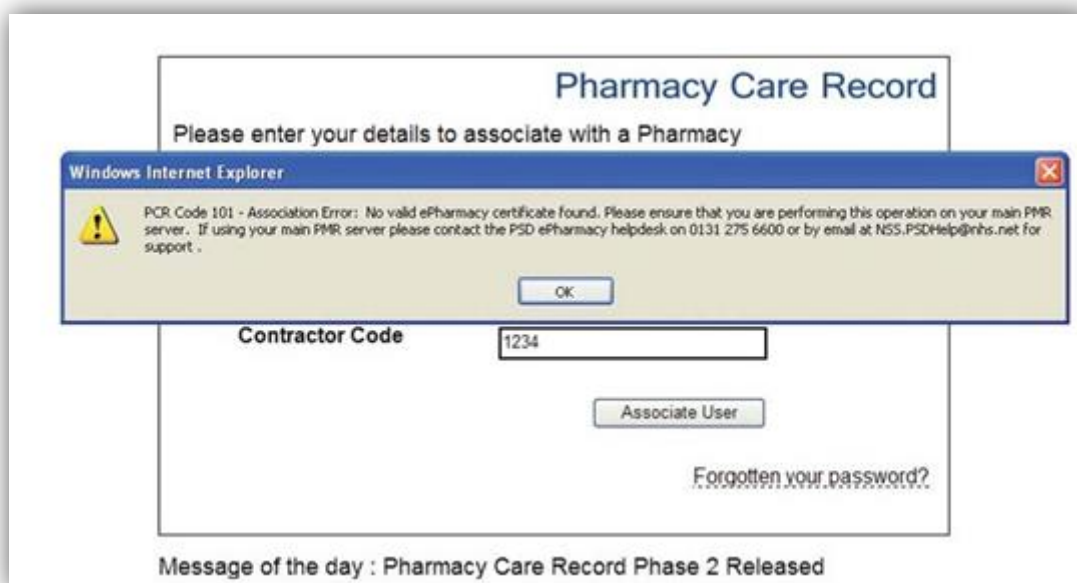 Pharmacy Care Record
Please enter your details to associate with a Pharmacy
Windows Internet Explorer
PCR Code 101 - Association Error: No valid ePharmacy certificate found. Please ensure that you are performing this operation on your main PMR
server. If using your main PMR server please contact the PSD ePharmacy helpdesk on 0131 275 6600 or by email at NSS.PSDHelp@nhs.net for
support .
OK
Contractor Code 1234
Associate User
Forgotten your password?
Message of the day : Pharmacy Care Record Phase 2 Released